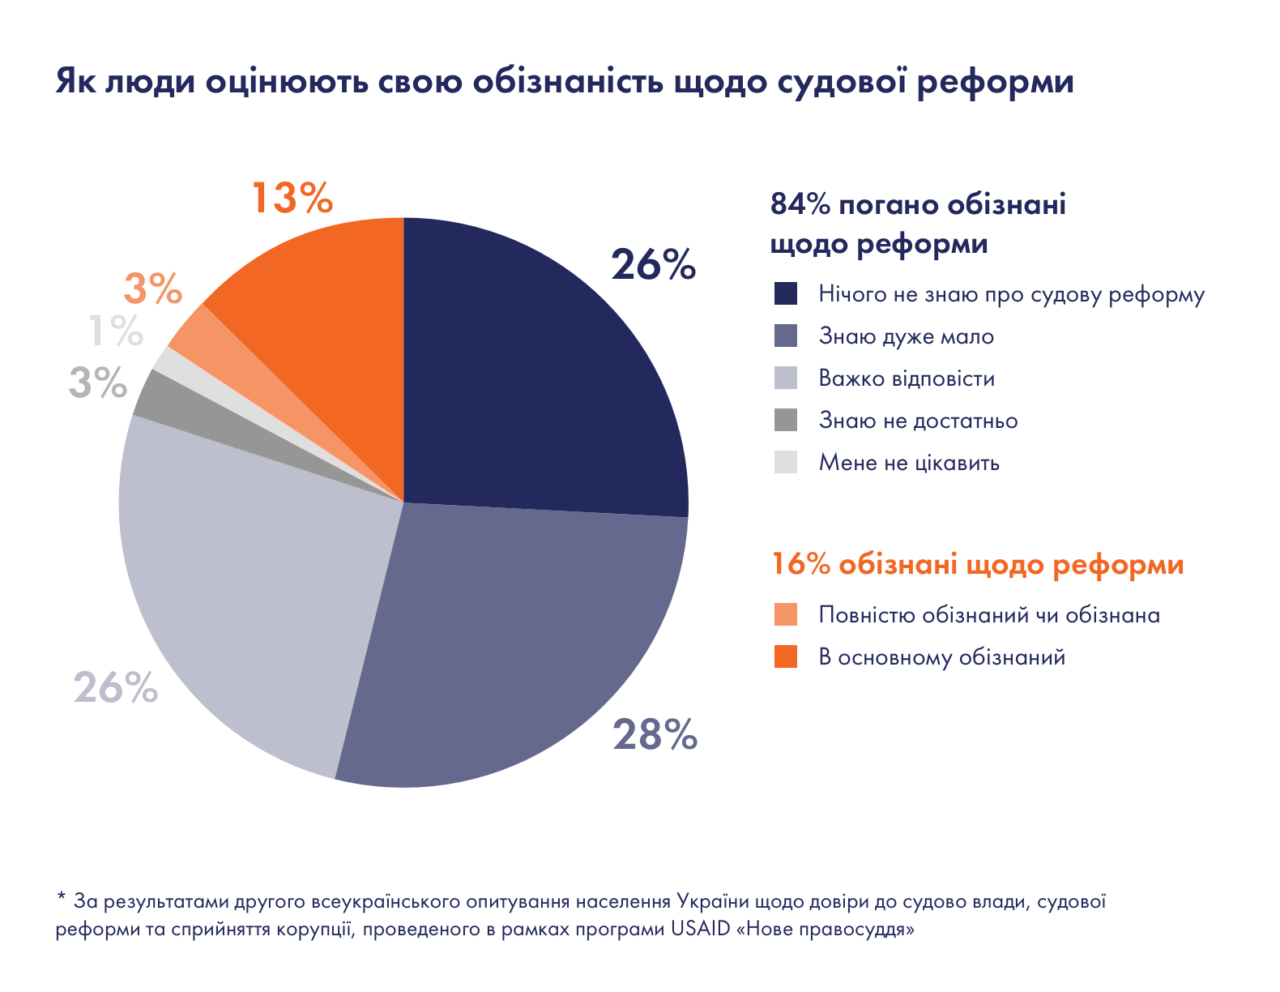 Як люди оцінюють свою обізнаність щодо судової реформи
13%
26%
3%
1%
3%
26%
28%
84% погано обізнані
щодо реформи
Нічого не знаю про судову реформу
Знаю дуже мало
Важко відповісти
Знаю не достатньо
Мене не цікавить
16% обізнані щодо реформи
Повністю обізнаний чи обізнана
В основному обізнаний
* За результатами другого всеукраїнського опитування населення України щодо довіри до судово влади, судової
реформи та сприйняття корупції, проведеного в рамках програми USAID «Нове правосуддя»